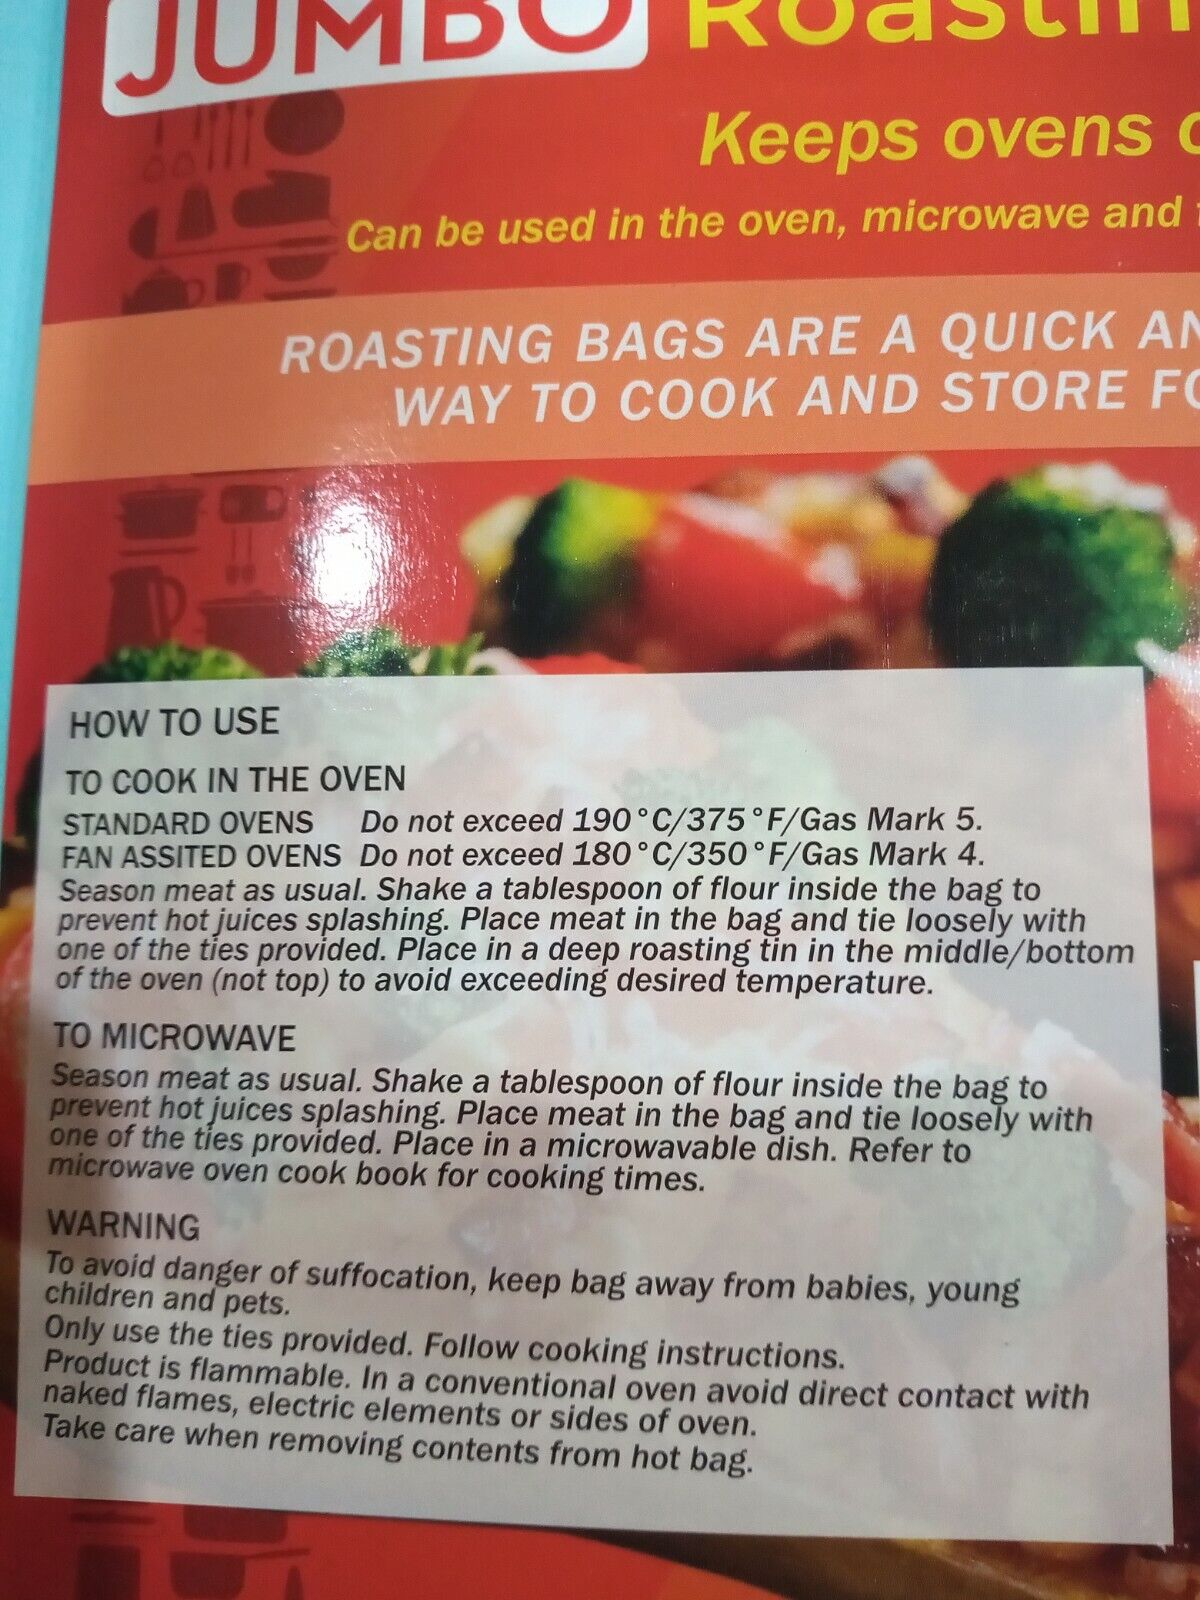 JUMBO Roastin
Keeps ovens
Can be used in the oven, microwave and
ROASTING BAGS ARE A QUICK AN
WAY TO COOK AND STORE FO
HOW TO USE
TO COOK IN THE OVEN
STANDARD OVENS Do not exceed 190°C/375°F/Gas Mark 5.
FAN ASSITED OVENS Do not exceed 180°C/350°F/Gas Mark 4.
Season meat as usual. Shake a tablespoon of flour inside the bag to
prevent hot juices splashing. Place meat in the bag and tie loosely with
one of the ties provided. Place in a deep roasting tin in the middle/bottom
of the oven (not top) to avoid exceeding desired temperature.
TO MICROWAVE
Season meat as usual. Shake a tablespoon of flour inside the bag to
prevent hot juices splashing. Place meat in the bag and tie loosely with
one of the ties provided. Place in a microwavable dish. Refer to
microwave oven cook book for cooking times.
WARNING
To avoid danger of suffocation, keep bag away from babies, young
children and pets.
Only use the ties provided. Follow cooking instructions.
Product is flammable. In a conventional oven avoid direct contact with
naked flames, electric elements or sides of oven.
Take care when removing contents from hot bag.